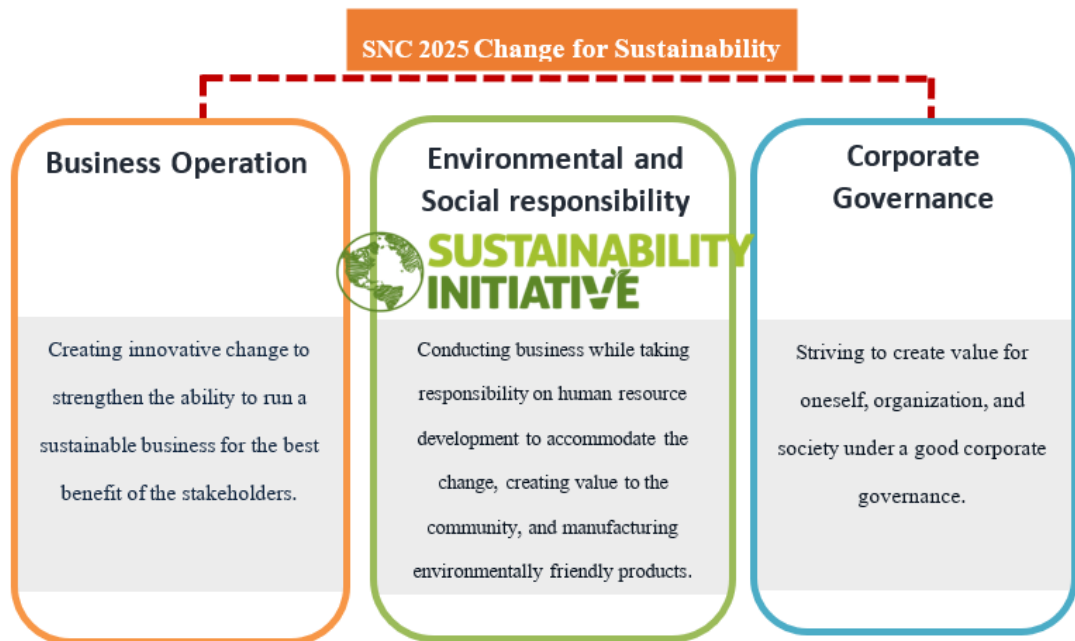 SNC 2025 Change for Sustainability
Business Operation
Creating innovative change to
strengthen the ability to run a
sustainable business for the best
benefit of the stakeholders.
Environmental and
Social responsibility
SUSTAINABILITY
INITIATIVE
Conducting business while taking
responsibility on human resource
development to accommodate the
change, creating value to the
community, and manufacturing
environmentally friendly products.
Corporate
Governance
Striving to create value for
oneself, organization, and
society under a good corporate
governance.